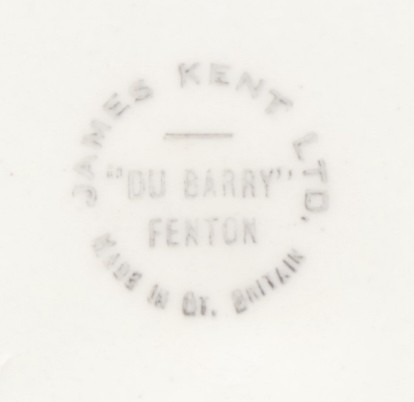 JAMES KENT LTD.
"DU BARRY"
FENTON
MADE IN GT. BRITAIN